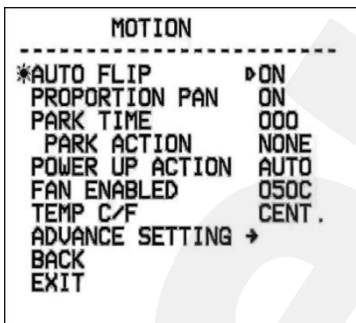 MOTION
*AUTO FLIP ▷ON
PROPORTION PAN ON
PARK TIME 000
PARK ACTION NONE
POWER UP ACTION AUTO
FAN ENABLED 050C
TEMP C/F CENT.
ADVANCE SETTING →
BACK
EXIT